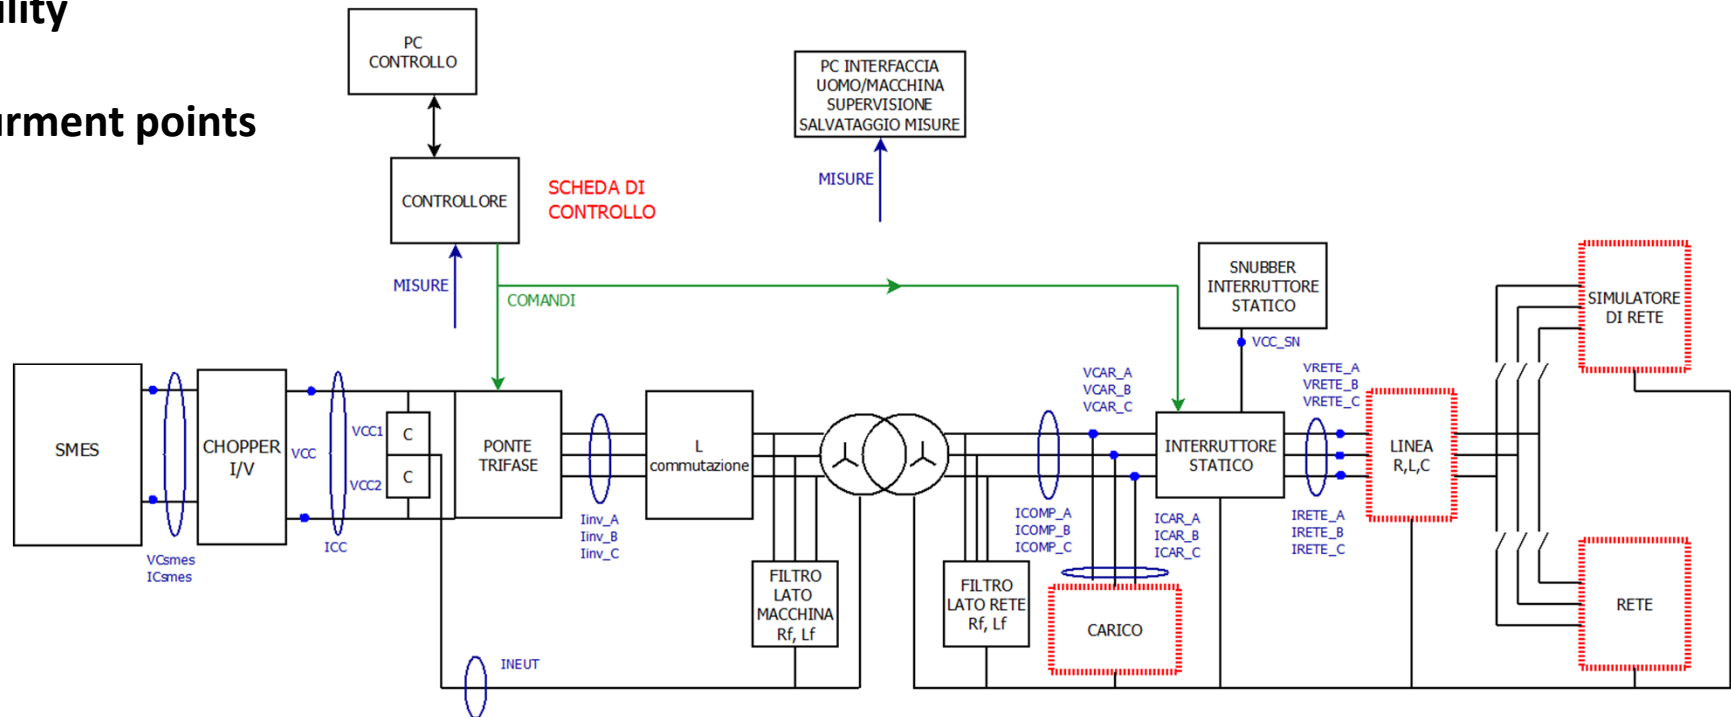 ility
urment points
PC
CONTROLLO
PC INTERFACCIA
UOMO/MACCHINA
SUPERVISIONE
SALVATAGGIO MISURE
MISURE
CONTROLLORE
SCHEDA DI
CONTROLLO
MISURE
COMANDI
SNUBBER
INTERRUTTORE
STATICO
VCC_SN
SIMULATORE
DI RETE
SMES
VCsmes
ICsmes
CHOPPER
I/V
VCC
ICC
VCC1
C
VCC2
C
PONTE
TRIFASE
Iinv_A
Iinv_B
Iinv_C
L
commutazione
FILTRO
LATO
MACCHINA
Rf, Lf
INEUT
FILTRO
LATO RETE
Rf, Lf
ICOMP_A
ICOMP_B
ICOMP_C
VCAR_A
VCAR_B
VCAR_C
ICAR_A
ICAR_B
ICAR_C
CARICO
INTERRUTTORE
STATICO
VRETE_A
VRETE_B
VRETE_C
IRETE_A
IRETE_B
IRETE_C
LINEA
R,L,C
RETE